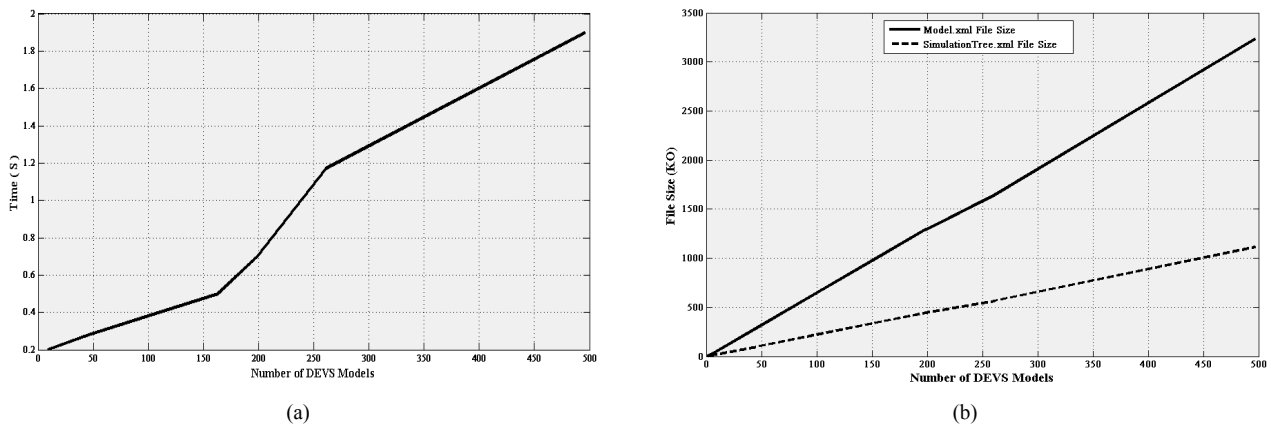 2
1.8
1.6
1.4
1.2
1
0.8
0.6
0.4
0.2
Time ( S )
0 50 100 150 200 250 300 350 400 450 500
Number of DEVS Models
(a)
3500
3000
2500
2000
1500
1000
500
0
File Size (KO)
Model.xml File Size
SimulationTree.xml File Size
0 50 100 150 200 250 300 350 400 450 500
Number of DEVS Models
(b)